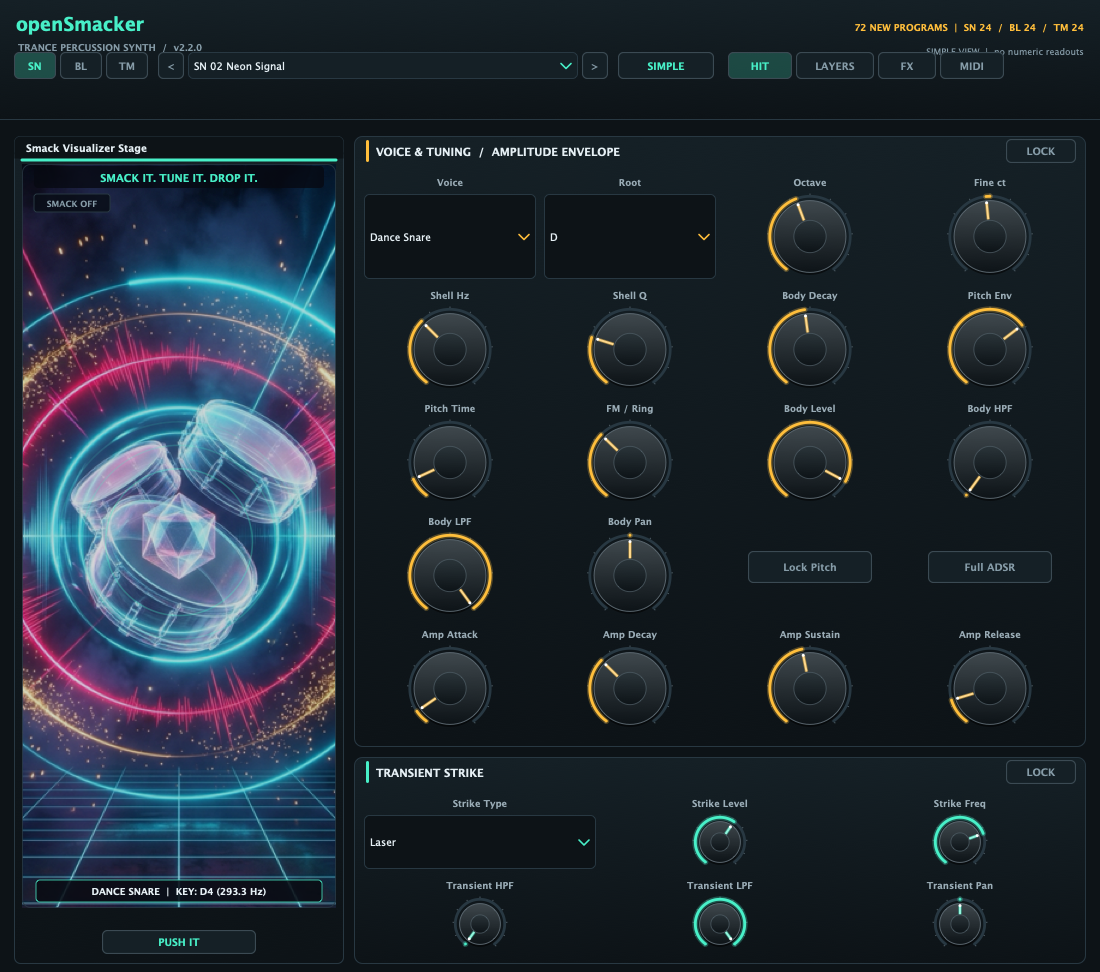 openSmacker
72 NEW PROGRAMS | SN 24 / BL 24 / TM 24
TRANCE PERCUSSION SYNTH / v2.2.0
SIMPLE VIEW | no numeric readouts
SN BL TM < SN 02 Neon Signal > SIMPLE HIT LAYERS FX MIDI
Smack Visualizer Stage
SMACK IT. TUNE IT. DROP IT.
SMACK OFF
DANCE SNARE | KEY: D4 (293.3 Hz)
PUSH IT
VOICE & TUNING / AMPLITUDE ENVELOPE LOCK
Voice Root Octave Fine ct
Dance Snare D
Shell Hz Shell Q Body Decay Pitch Env
Pitch Time FM / Ring Body Level Body HPF
Body LPF Body Pan
Lock Pitch Full ADSR
Amp Attack Amp Decay Amp Sustain Amp Release
TRANSIENT STRIKE LOCK
Strike Type Strike Level Strike Freq
Laser
Transient HPF Transient LPF Transient Pan